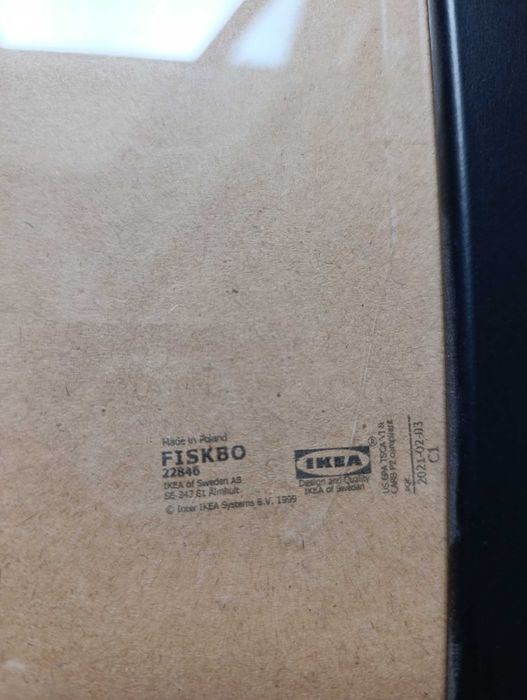 Made in Poland
FISKBO
22846
IKEA of Sweden AB
SE-343 81 Älmhult
© Inter IKEA Systems B.V. 1999
IKEA®
Design and Quality
IKEA of Sweden
US EPA TSCA VI &
CARB P2 compliant
2021-02-03
C1